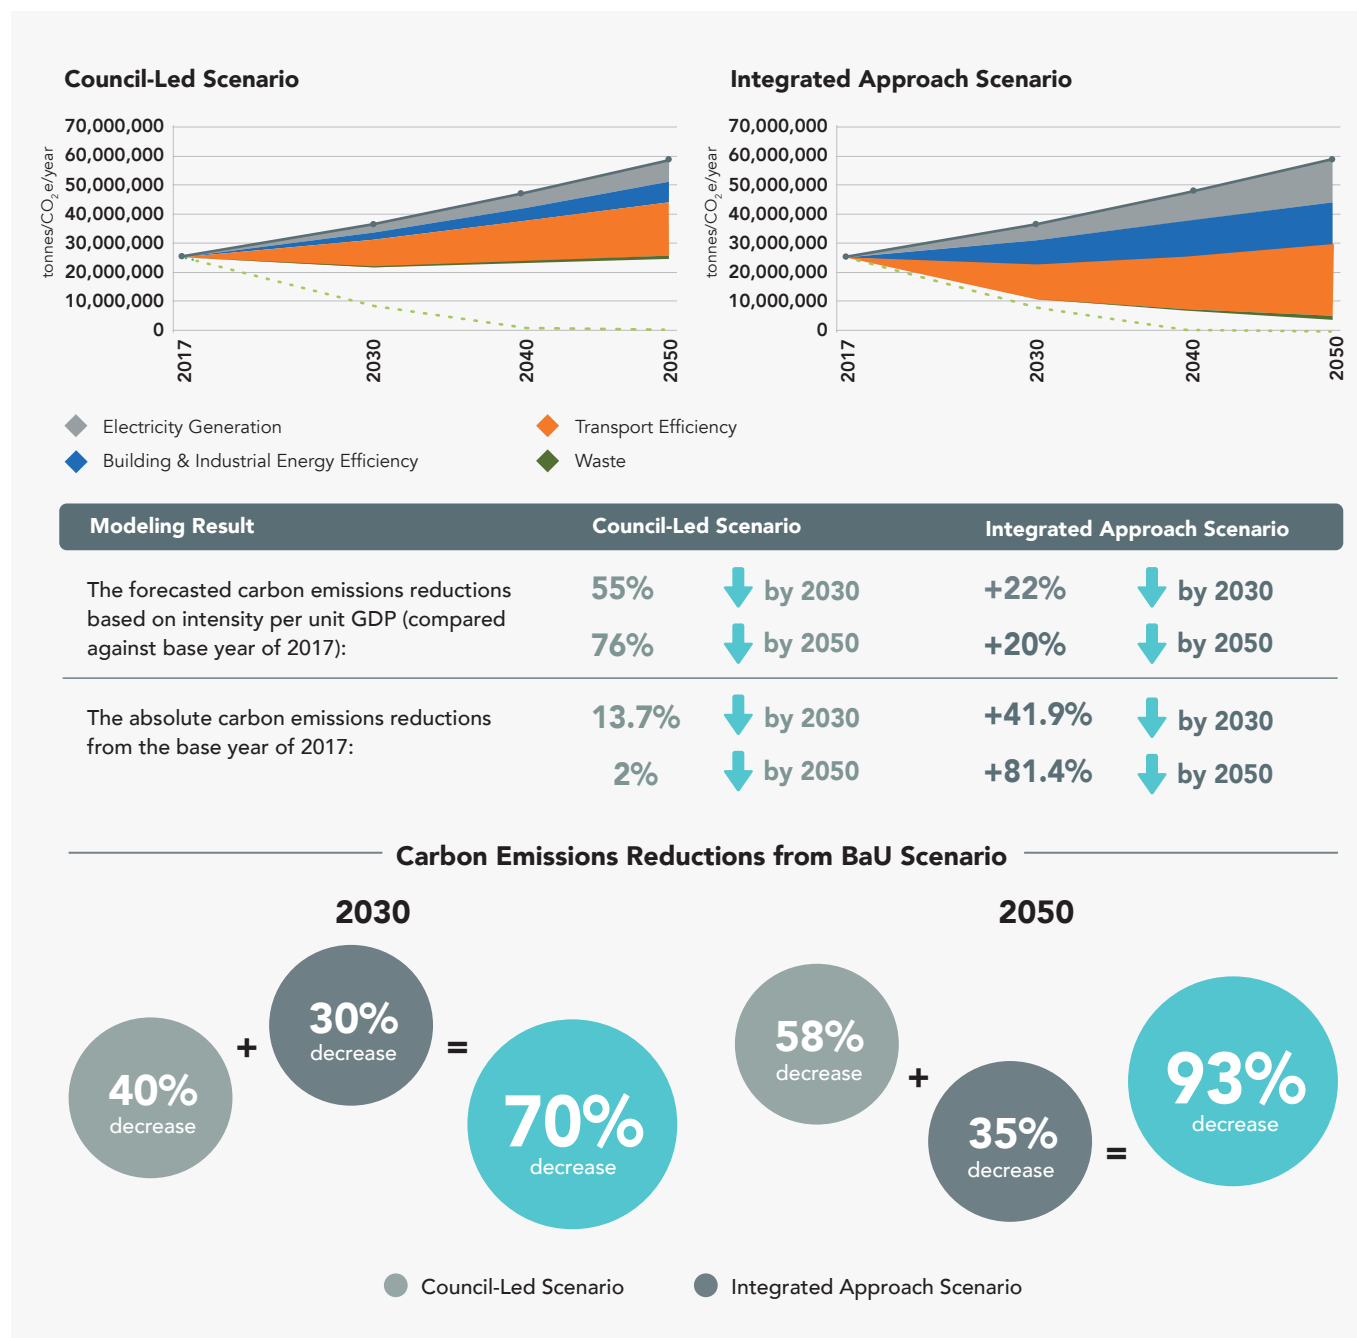 Council-Led Scenario
tonnes/CO2e/year
70,000,000
60,000,000
50,000,000
40,000,000
30,000,000
20,000,000
10,000,000
0
2017
2030
2040
2050
Integrated Approach Scenario
tonnes/CO2e/year
70,000,000
60,000,000
50,000,000
40,000,000
30,000,000
20,000,000
10,000,000
0
2017
2030
2040
2050
Electricity Generation
Transport Efficiency
Building & Industrial Energy Efficiency
Waste
Modeling Result
Council-Led Scenario
Integrated Approach Scenario
The forecasted carbon emissions reductions
based on intensity per unit GDP (compared
against base year of 2017):
55% by 2030
+22% by 2030
76% by 2050
+20% by 2050
The absolute carbon emissions reductions
from the base year of 2017:
13.7% by 2030
+41.9% by 2030
2% by 2050
+81.4% by 2050
Carbon Emissions Reductions from BaU Scenario
2030
40%
decrease
+
30%
decrease
=
70%
decrease
2050
58%
decrease
+
35%
decrease
=
93%
decrease
Council-Led Scenario
Integrated Approach Scenario